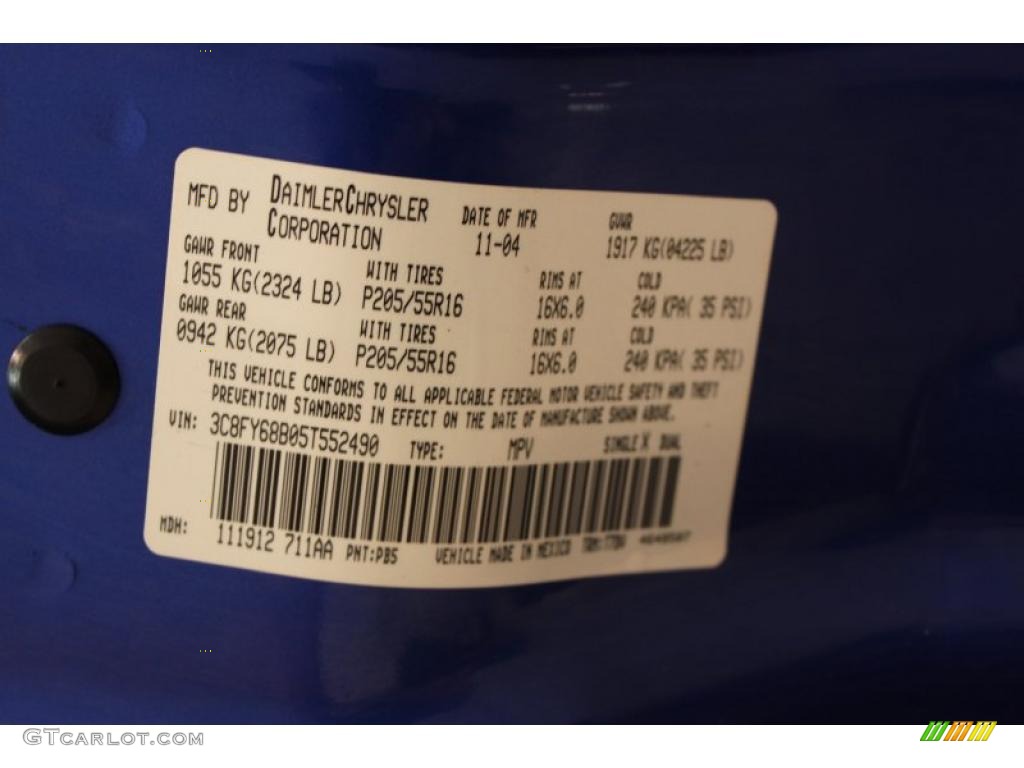 MFD BY DAIMLERCHRYSLER CORPORATION
DATE OF MFR 11-04
GVWR 1917 KG(04225 LB)
GAWR FRONT WITH TIRES RIMS AT COLD
1055 KG(2324 LB) P205/55R16 16X6.0 240 KPA( 35 PSI)
GAWR REAR WITH TIRES RIMS AT COLD
0942 KG(2075 LB) P205/55R16 16X6.0 240 KPA( 35 PSI)
THIS VEHICLE CONFORMS TO ALL APPLICABLE FEDERAL MOTOR VEHICLE SAFETY AND THEFT
PREVENTION STANDARDS IN EFFECT ON THE DATE OF MANUFACTURE SHOWN ABOVE.
VIN: 3C8FY68B05T552490 TYPE: MPV SINGLE X DUAL
MDH: 111912 711AA PNT:PB5 VEHICLE MADE IN MEXICO
GTCARLOT.COM